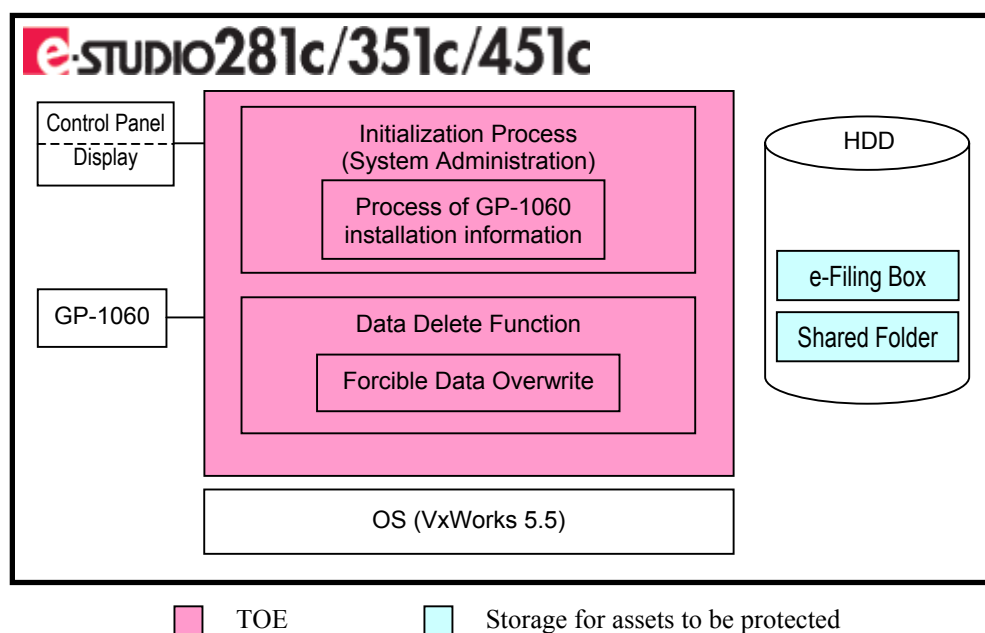 e-STUDIO281c/351c/451c
Control Panel
Display
Initialization Process
(System Administration)
Process of GP-1060
installation information
HDD
e-Filing Box
Shared Folder
GP-1060
Data Delete Function
Forcible Data Overwrite
OS (VxWorks 5.5)
TOE
Storage for assets to be protected